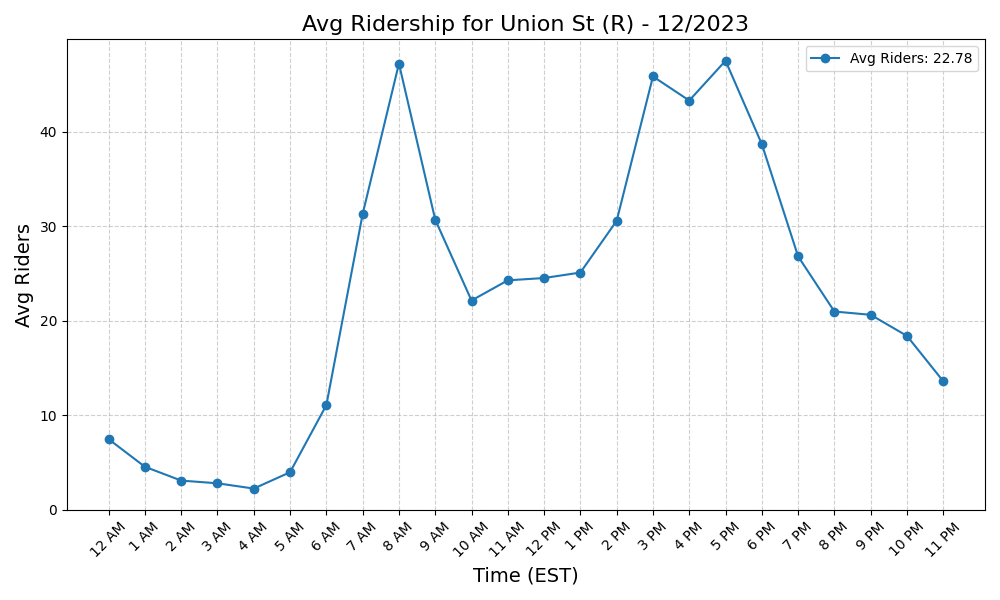 Avg Ridership for Union St (R) - 12/2023
Avg Riders: 22.78
Avg Riders
40
30
20
10
0
12 AM
1 AM
2 AM
3 AM
4 AM
5 AM
6 AM
7 AM
8 AM
9 AM
10 AM
11 AM
12 PM
1 PM
2 PM
3 PM
4 PM
5 PM
6 PM
7 PM
8 PM
9 PM
10 PM
11 PM
Time (EST)